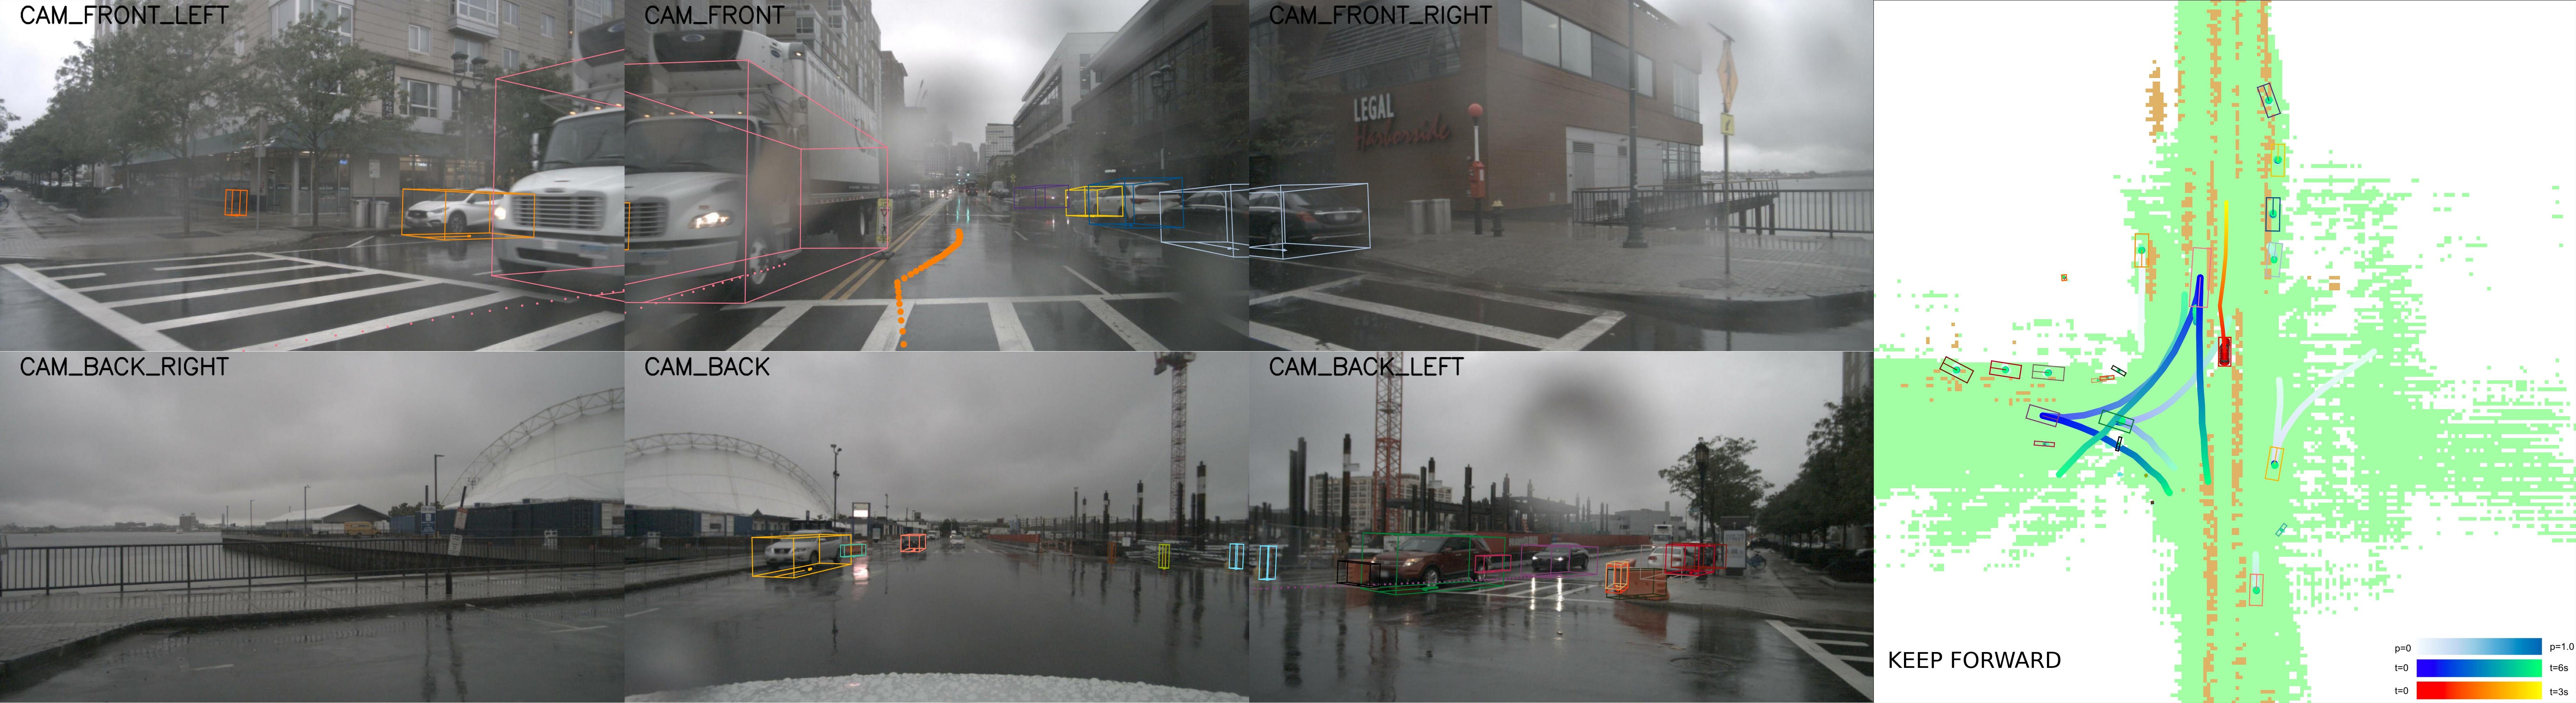 CAM_FRONT_LEFT
CAM_FRONT
CAM_FRONT_RIGHT
LEGAL
Harborside
CAM_BACK_RIGHT
CAM_BACK
CAM_BACK_LEFT
KEEP FORWARD
p=0
p=1.0
t=0
t=6s
t=0
t=3s